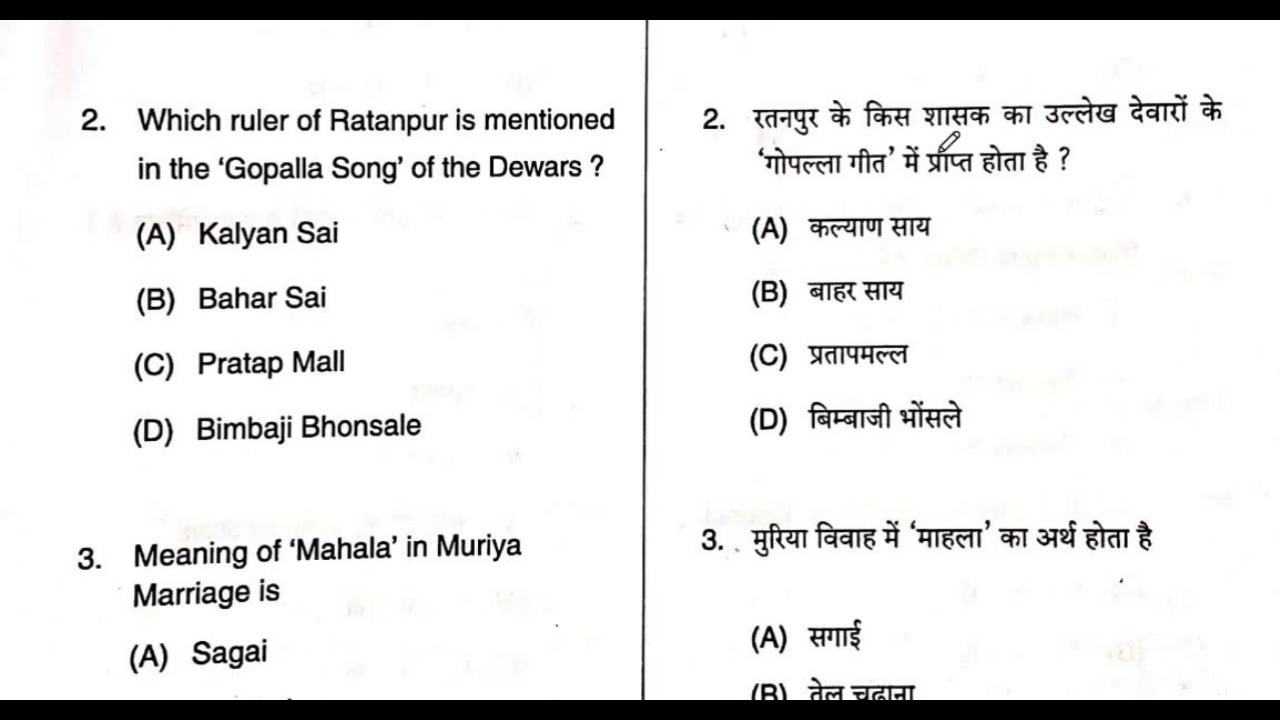 2. Which ruler of Ratanpur is mentioned
in the ‘Gopalla Song’ of the Dewars ?
(A) Kalyan Sai
(B) Bahar Sai
(C) Pratap Mall
(D) Bimbaji Bhonsale
3. Meaning of ‘Mahala’ in Muriya
Marriage is
(A) Sagai
2. रतनपुर के किस शासक का उल्लेख देवारों के
‘गोपल्ला गीत’ में प्राप्त होता है ?
(A) कल्याण साय
(B) बाहर साय
(C) प्रतापमल्ल
(D) बिम्बाजी भोंसले
3. मुरिया विवाह में ‘माहला’ का अर्थ होता है
(A) सगाई
(B) तेल चढ़ाना